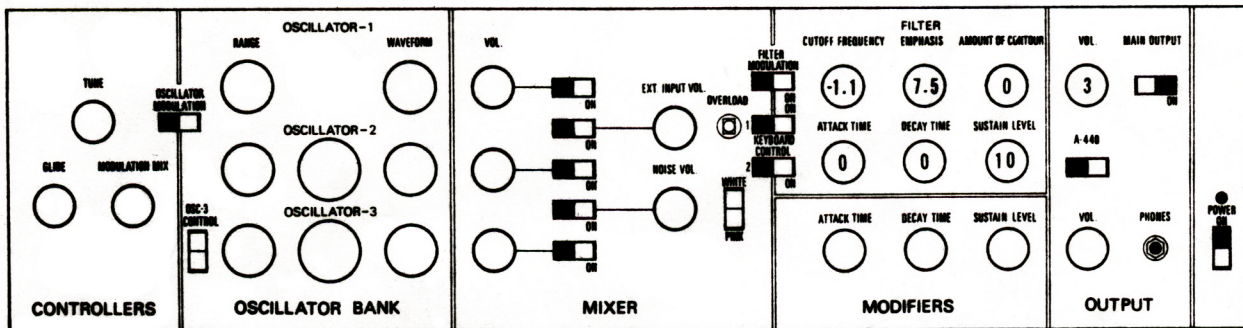 TUNE
GLIDE
MODULATION MIX
CONTROLLERS
OSCILLATOR MODULATION
OSC-3 CONTROL
OSCILLATOR-1
RANGE
WAVEFORM
OSCILLATOR-2
OSCILLATOR-3
OSCILLATOR BANK
VOL.
ON
ON
ON
ON
ON
EXT INPUT VOL.
OVERLOAD
NOISE VOL.
WHITE
PINK
MIXER
FILTER MODULATION
ON
ON
1
KEYBOARD CONTROL
2
ON
FILTER
CUTOFF FREQUENCY
EMPHASIS
AMOUNT OF CONTOUR
-1.1
7.5
0
ATTACK TIME
DECAY TIME
SUSTAIN LEVEL
0
0
10
ATTACK TIME
DECAY TIME
SUSTAIN LEVEL
MODIFIERS
VOL.
MAIN OUTPUT
3
ON
A-440
VOL.
PHONES
OUTPUT
POWER
ON